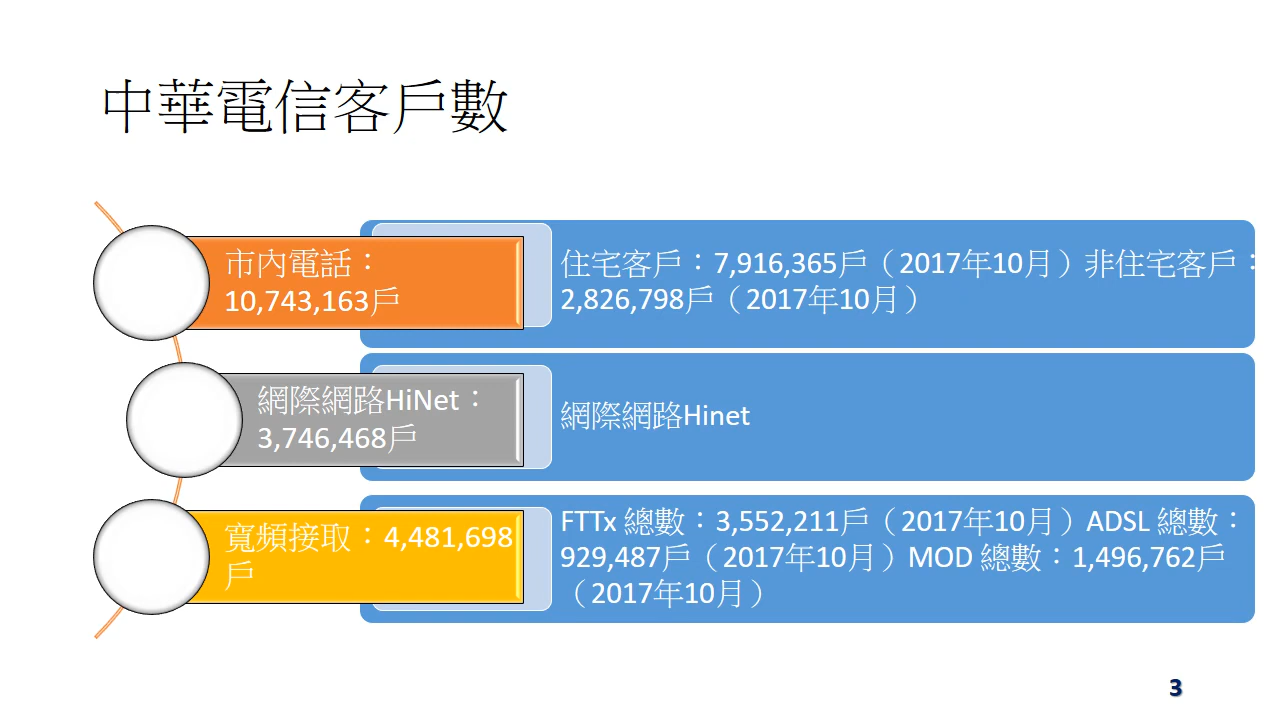 中華電信客戶數
市內電話：
10,743,163戶
住宅客戶：7,916,365戶（2017年10月）非住宅客戶：
2,826,798戶（2017年10月）
網際網路HiNet：
3,746,468戶
網際網路Hinet
寬頻接取：4,481,698
戶
FTTx 總數：3,552,211戶（2017年10月）ADSL 總數：
929,487戶（2017年10月）MOD 總數：1,496,762戶
（2017年10月）
3